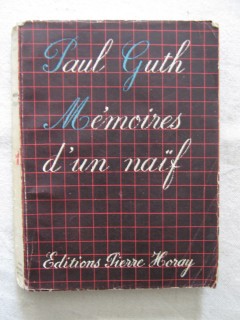 Paul Guth
Mémoires
d'un naïf
Editions Pierre Horay